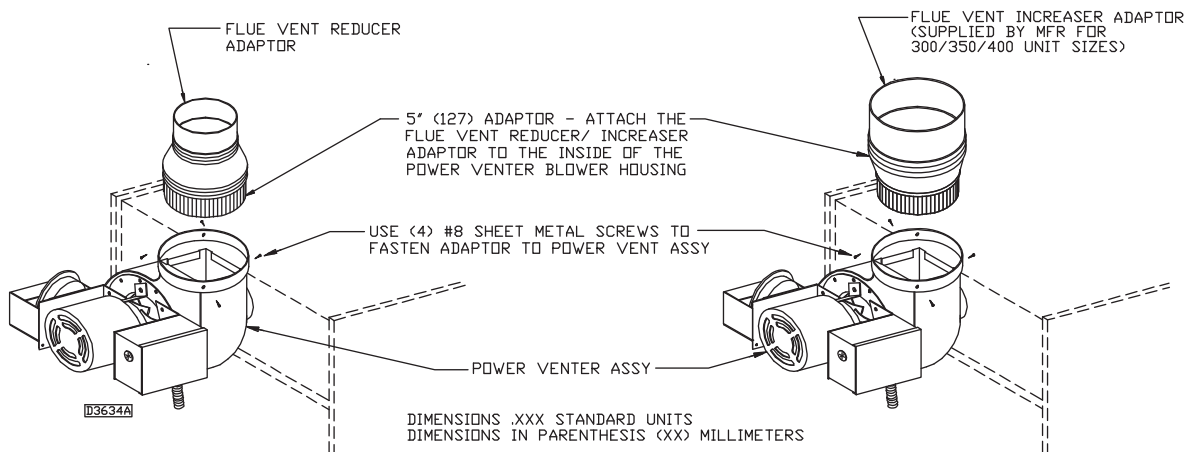 FLUE VENT REDUCER
ADAPTOR
FLUE VENT INCREASER ADAPTOR
(SUPPLIED BY MFR FOR
300/350/400 UNIT SIZES)
5" (127) ADAPTOR - ATTACH THE
FLUE VENT REDUCER/ INCREASER
ADAPTOR TO THE INSIDE OF THE
POWER VENTER BLOWER HOUSING
USE (4) #8 SHEET METAL SCREWS TO
FASTEN ADAPTOR TO POWER VENT ASSY
POWER VENTER ASSY
D3634A
DIMENSIONS .XXX STANDARD UNITS
DIMENSIONS IN PARENTHESIS (XX) MILLIMETERS